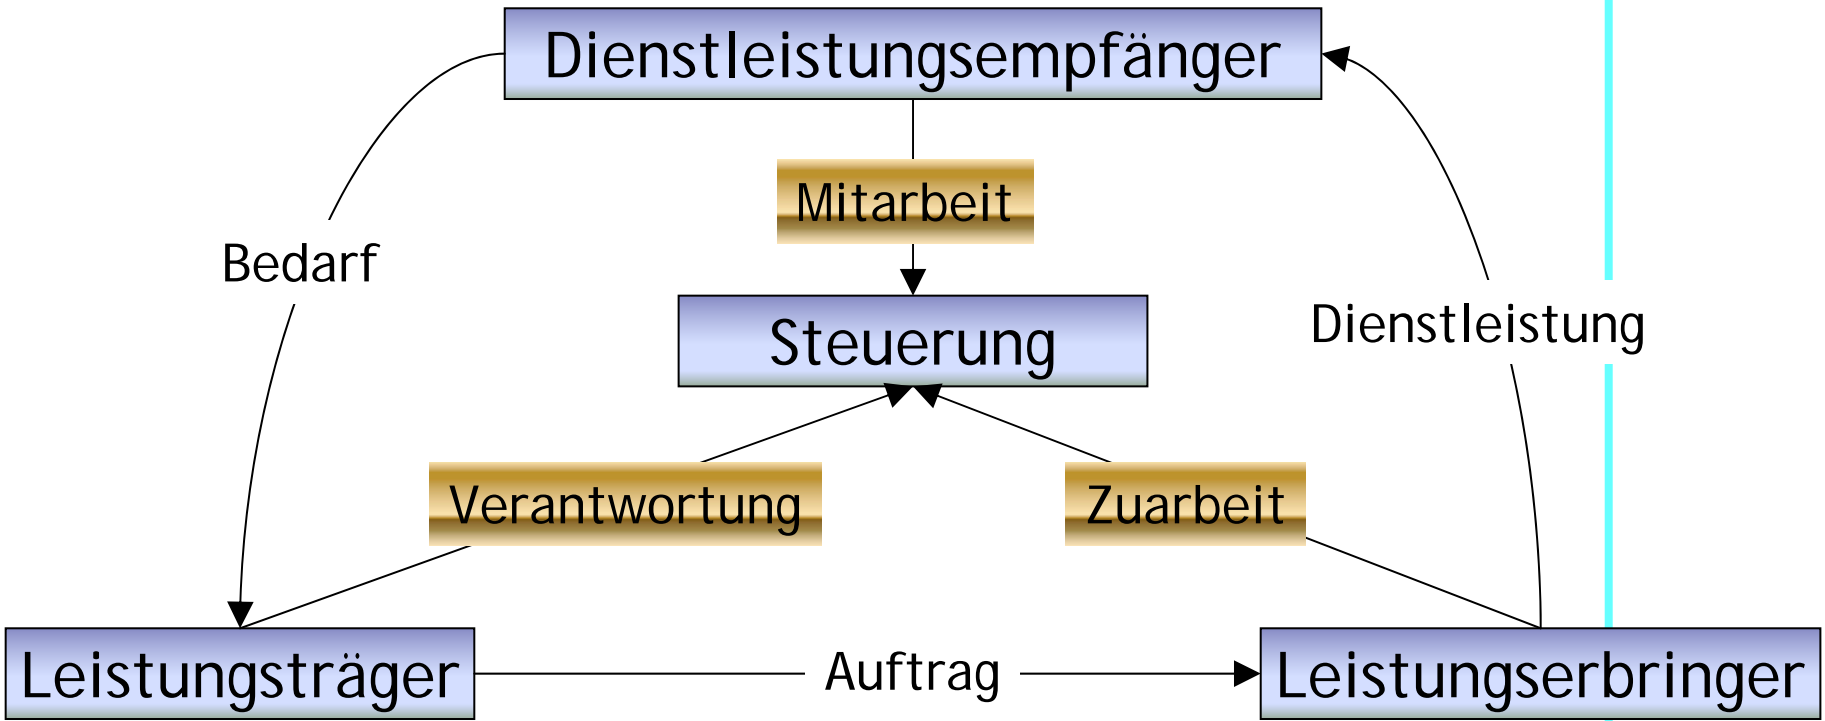 Dienstleistungsempfänger
Mitarbeit
Bedarf
Dienstleistung
Steuerung
Verantwortung
Zuarbeit
Leistungsträger
Auftrag
Leistungserbringer